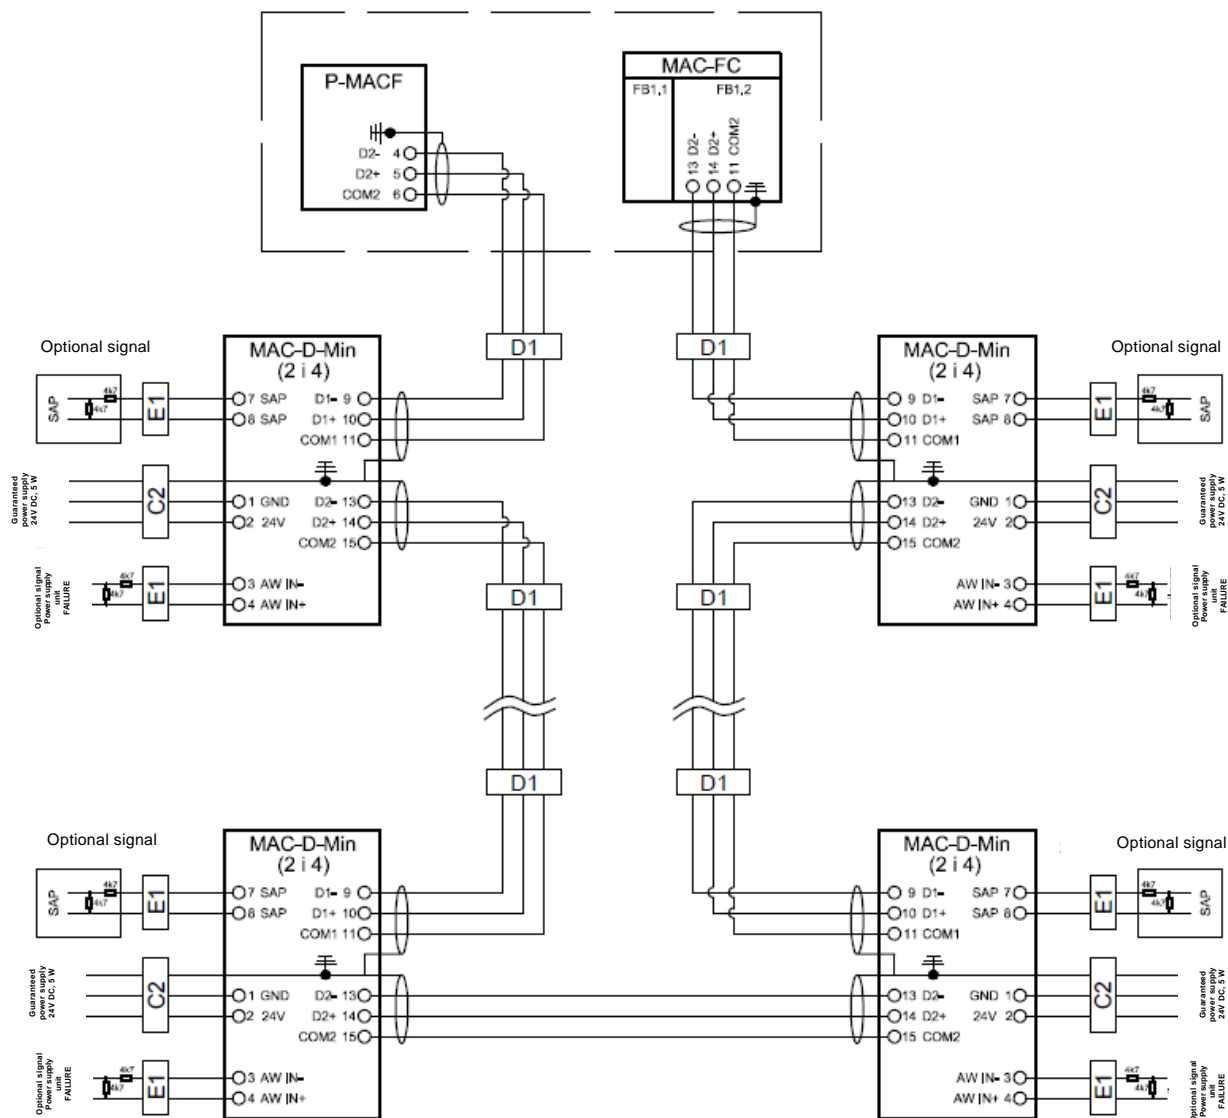 P-MACF
D2- 4
D2+ 5
COM2 6
MAC-FC
FB1,1 FB1,2
13 D2-
14 D2+
11 COM2
D1
D1
Optional signal
SAP
4k7
4k7
E1
MAC-D-Min
(2 i 4)
7 SAP D1- 9
8 SAP D1+ 10
COM1 11
Guaranteed
power supply
24V DC, 5 W
C2
1 GND D2- 13
2 24V D2+ 14
COM2 15
Optional signal
Power supply
unit
FAILURE
4k7
4k7
E1
3 AW IN-
4 AW IN+
MAC-D-Min
(2 i 4)
9 D1- SAP 7
10 D1+ SAP 8
11 COM1
13 D2- GND 1
14 D2+ 24V 2
15 COM2
AW IN- 3
AW IN+ 4
Optional signal
E1
4k7
4k7
SAP
C2
Guaranteed
power supply
24V DC, 5 W
E1
4k7
4k7
Optional signal
Power supply
unit
FAILURE
D1
D1
D1
D1
Optional signal
SAP
4k7
4k7
E1
MAC-D-Min
(2 i 4)
7 SAP D1- 9
8 SAP D1+ 10
COM1 11
Guaranteed
power supply
24V DC, 5 W
C2
1 GND D2- 13
2 24V D2+ 14
COM2 15
Optional signal
Power supply
unit
FAILURE
4k7
4k7
E1
3 AW IN-
4 AW IN+
MAC-D-Min
(2 i 4)
9 D1- SAP 7
10 D1+ SAP 8
11 COM1
13 D2- GND 1
14 D2+ 24V 2
15 COM2
AW IN- 3
AW IN+ 4
Optional signal
E1
4k7
4k7
SAP
C2
Guaranteed
power supply
24V DC, 5 W
E1
4k7
4k7
Optional signal
Power supply
unit
FAILURE